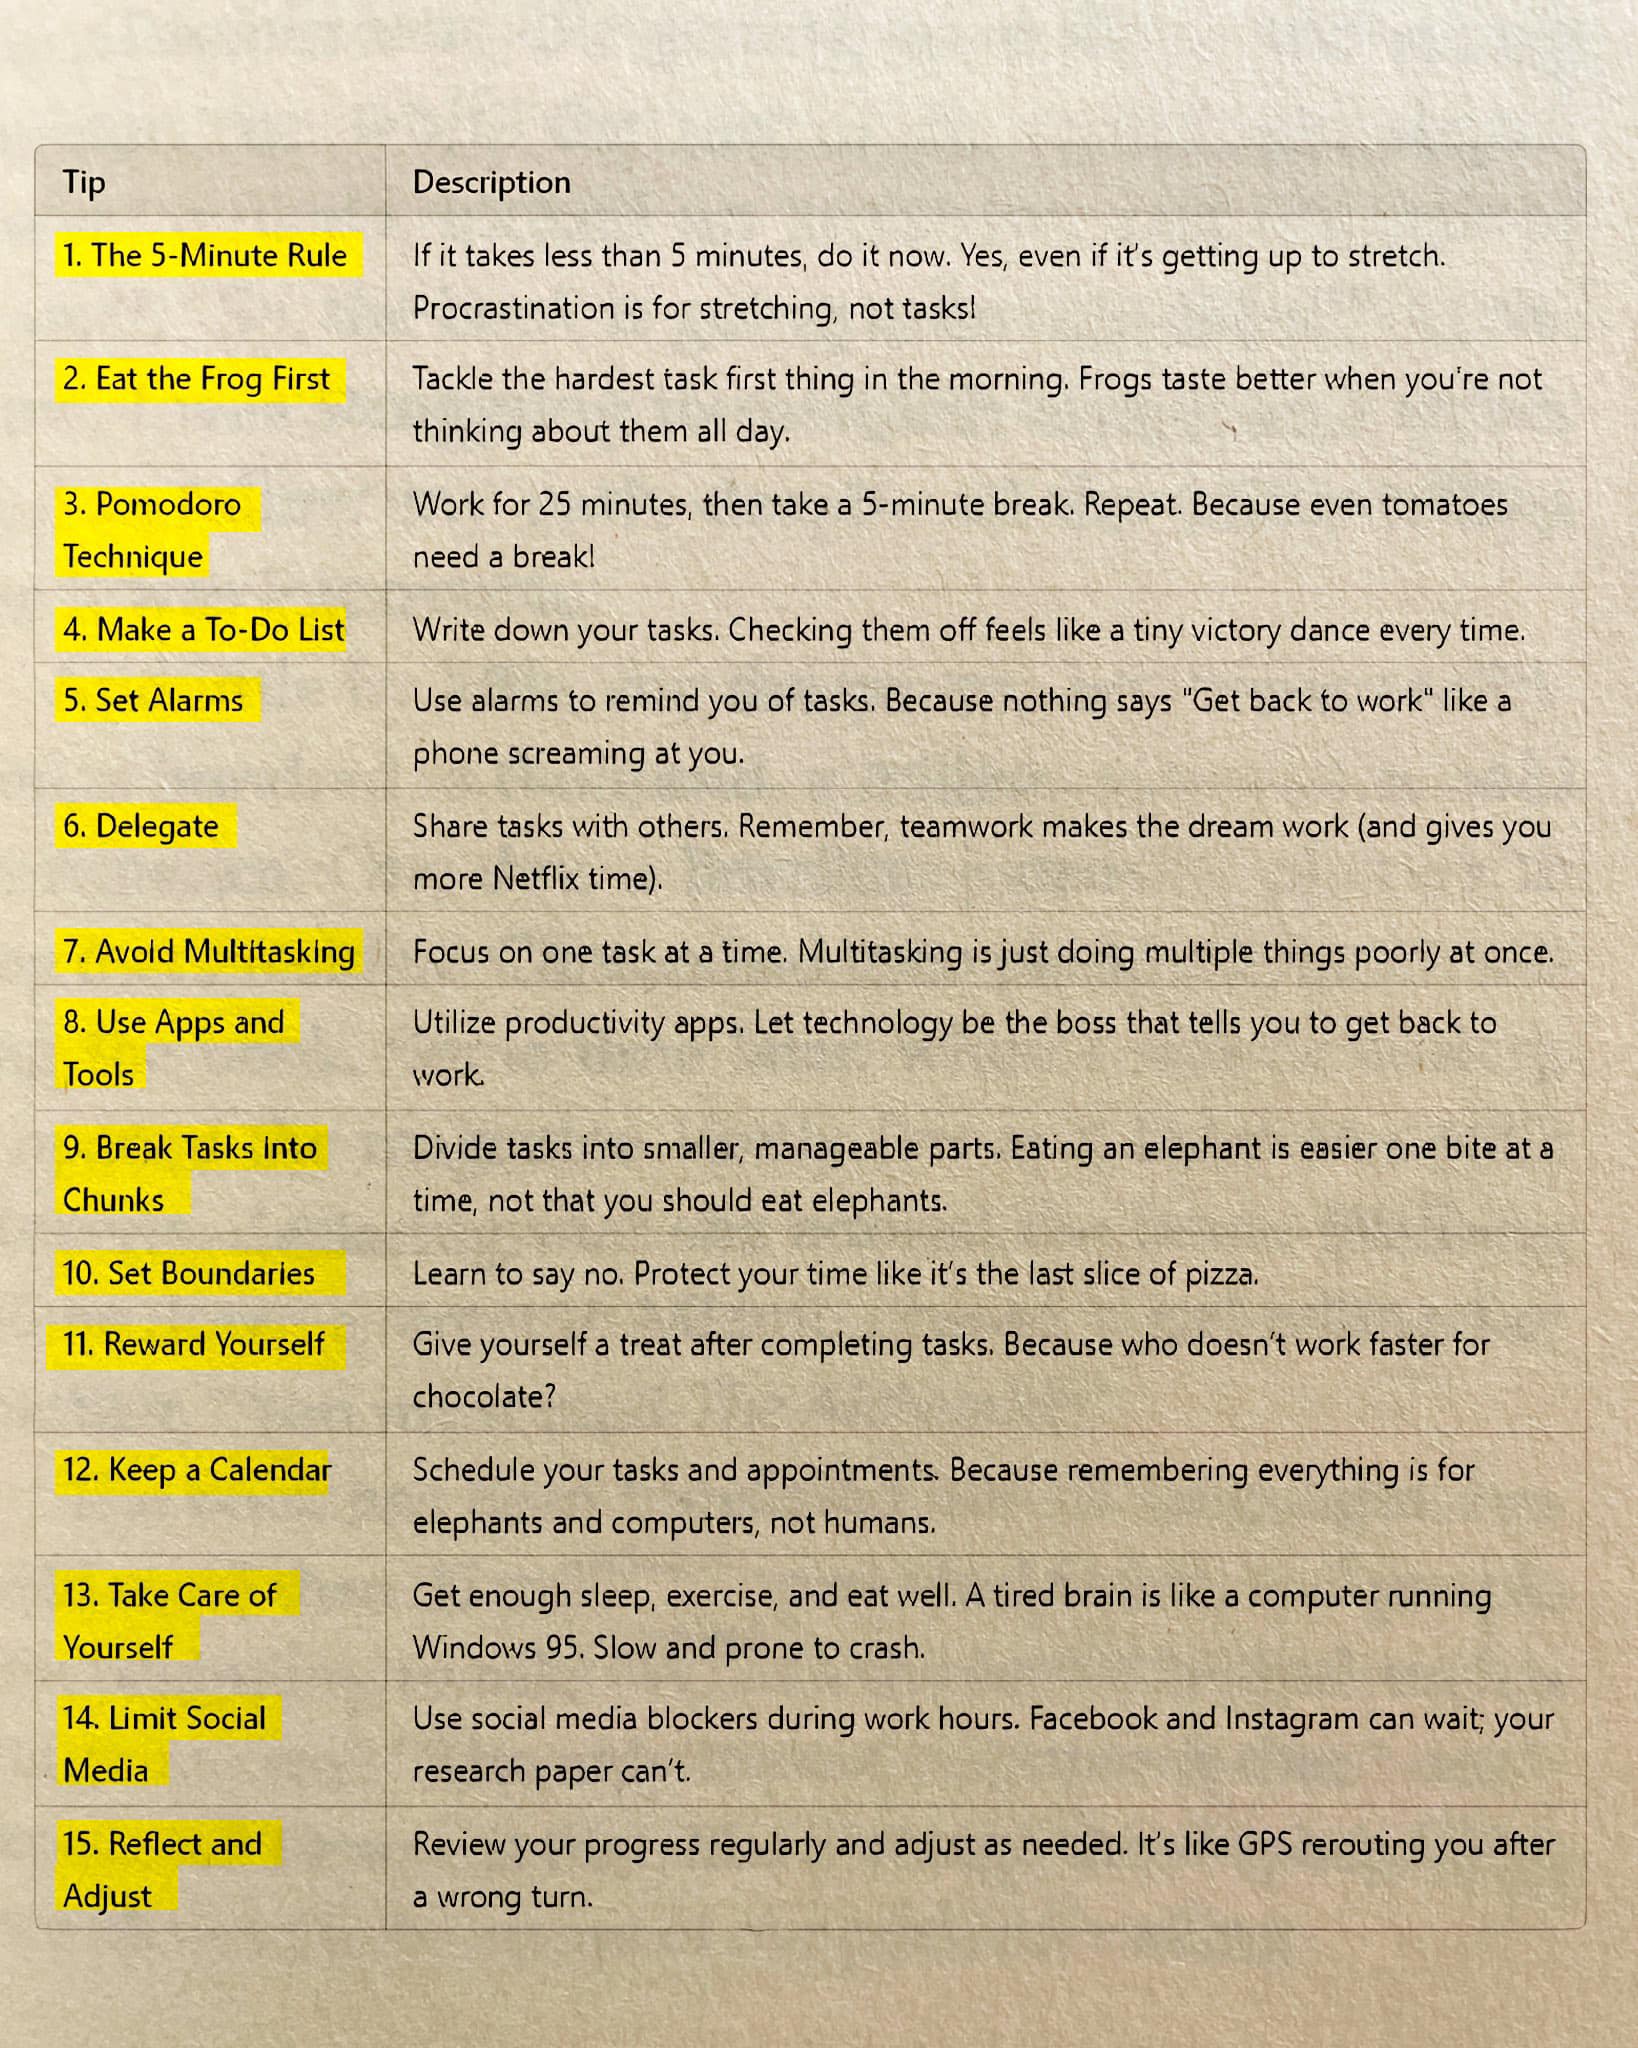 Tip
Description
1. The 5-Minute Rule
If it takes less than 5 minutes, do it now. Yes, even if it's getting up to stretch.
Procrastination is for stretching, not tasks!
2. Eat the Frog First
Tackle the hardest task first thing in the morning. Frogs taste better when you're not
thinking about them all day.
3. Pomodoro
Technique
Work for 25 minutes, then take a 5-minute break. Repeat. Because even tomatoes
need a break!
4. Make a To-Do List
Write down your tasks. Checking them off feels like a tiny victory dance every time.
5. Set Alarms
Use alarms to remind you of tasks. Because nothing says "Get back to work" like a
phone screaming at you.
6. Delegate
Share tasks with others. Remember, teamwork makes the dream work (and gives you
more Netflix time).
7. Avoid Multitasking
Focus on one task at a time. Multitasking is just doing multiple things poorly at once.
8. Use Apps and
Tools
Utilize productivity apps. Let technology be the boss that tells you to get back to
work.
9. Break Tasks into
Chunks
Divide tasks into smaller, manageable parts. Eating an elephant is easier one bite at a
time, not that you should eat elephants.
10. Set Boundaries
Learn to say no. Protect your time like it's the last slice of pizza.
11. Reward Yourself
Give yourself a treat after completing tasks. Because who doesn't work faster for
chocolate?
12. Keep a Calendar
Schedule your tasks and appointments. Because remembering everything is for
elephants and computers, not humans.
13. Take Care of
Yourself
Get enough sleep, exercise, and eat well. A tired brain is like a computer running
Windows 95. Slow and prone to crash.
14. Limit Social
Media
Use social media blockers during work hours. Facebook and Instagram can wait; your
research paper can't.
15. Reflect and
Adjust
Review your progress regularly and adjust as needed. It's like GPS rerouting you after
a wrong turn.